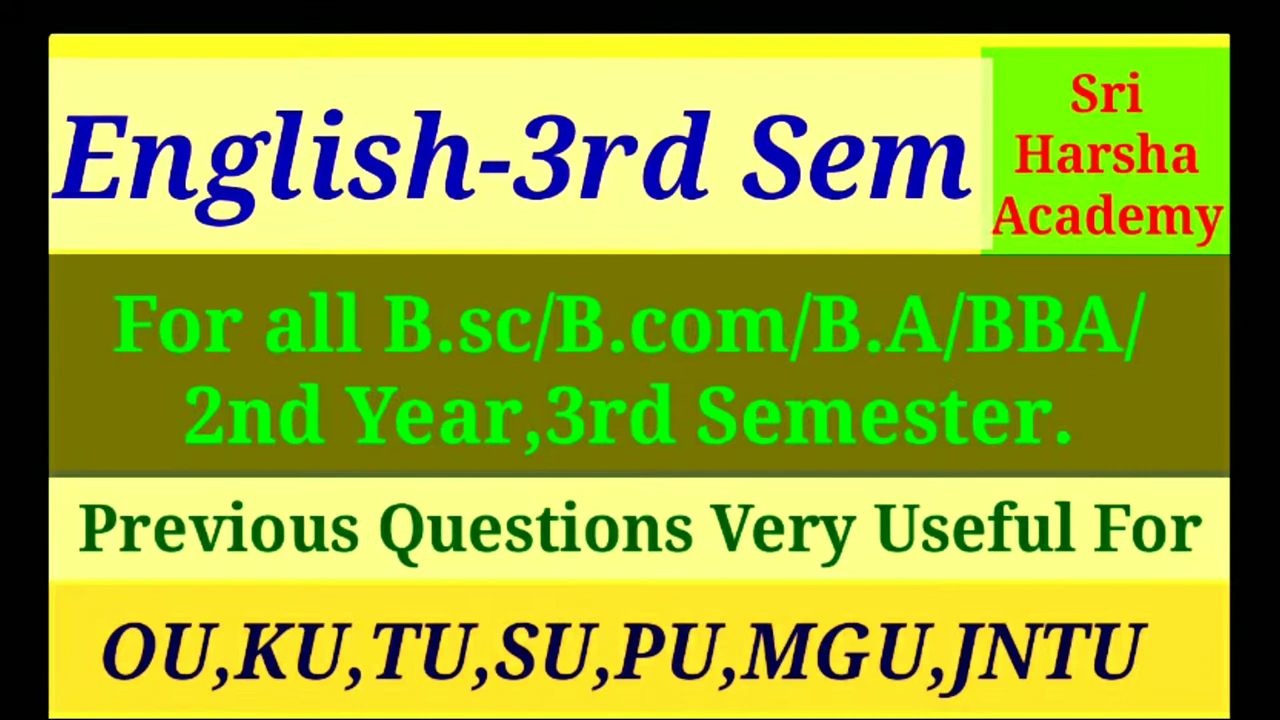 English-3rd Sem
Sri
Harsha
Academy
For all B.sc/B.com/B.A/BBA/
2nd Year,3rd Semester.
Previous Questions Very Useful For
OU,KU,TU,SU,PU,MGU,JNTU